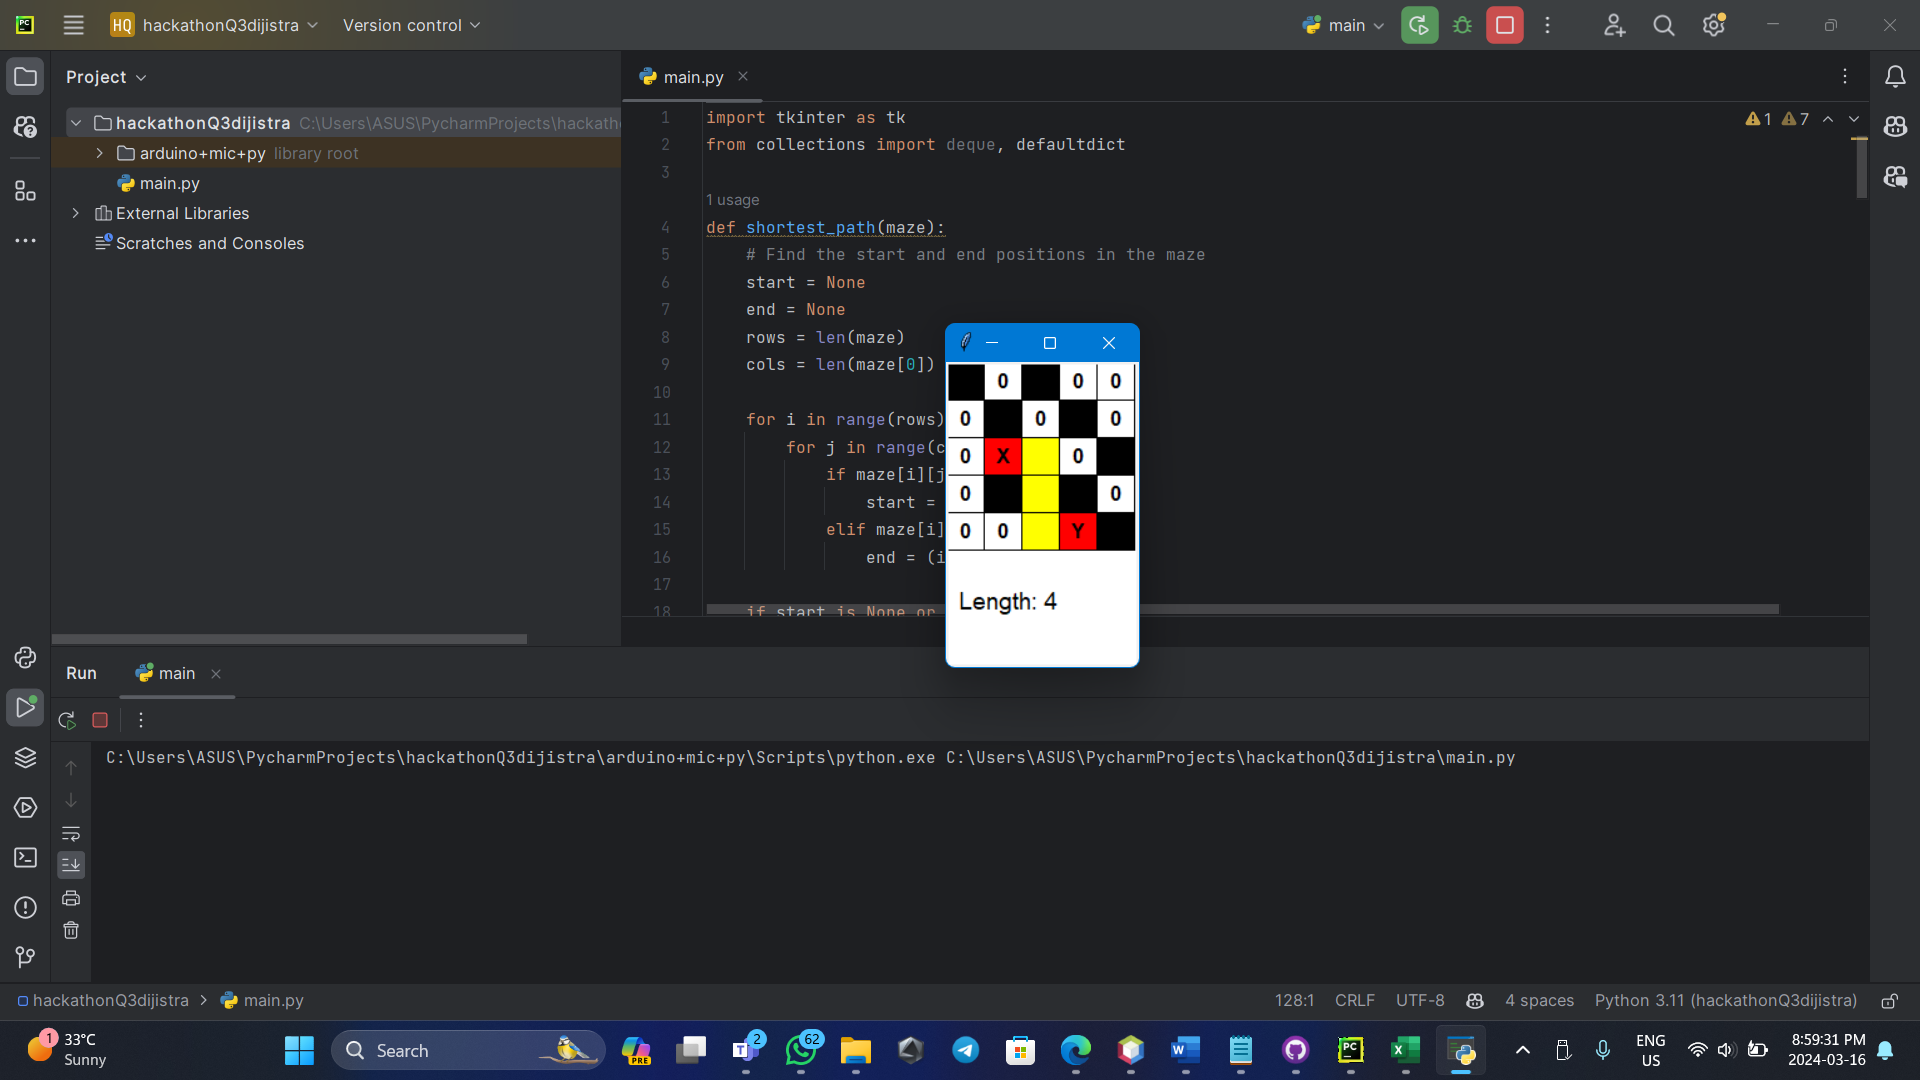 PC
HQ hackathonQ3dijistra Version control
main
Project
main.py
hackathonQ3dijistra C:\Users\ASUS\PycharmProjects\hackath
arduino+mic+py library root
main.py
External Libraries
Scratches and Consoles
1 7
1 import tkinter as tk
2 from collections import deque, defaultdict
3
1 usage
4 def shortest_path(maze):
5 # Find the start and end positions in the maze
6 start = None
7 end = None
8 rows = len(maze)
9 cols = len(maze[0])
10
11 for i in range(rows)
12 for j in range(c
13 if maze[i][j
14 start =
15 elif maze[i]
16 end = (i
17
18 if start is None or
0 0 0
0 0 0
0 X 0
0 0
0 0 Y
Length: 4
Run main
C:\Users\ASUS\PycharmProjects\hackathonQ3dijistra\arduino+mic+py\Scripts\python.exe C:\Users\ASUS\PycharmProjects\hackathonQ3dijistra\main.py
hackathonQ3dijistra > main.py
128:1 CRLF UTF-8 4 spaces Python 3.11 (hackathonQ3dijistra)
1 33°C
Sunny
Search
PRE
T 2
62
W
PC
X
ENG
US
8:59:31 PM
2024-03-16